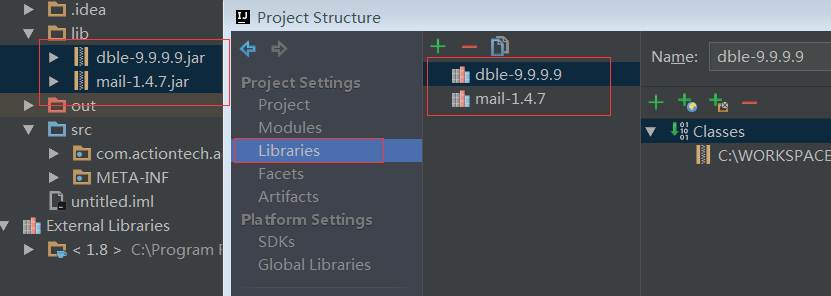 .idea
lib
dble-9.9.9.9.jar
mail-1.4.7.jar
out
src
com.actiontech.a
META-INF
untitled.iml
External Libraries
< 1.8 > C:\Program F
Project Structure
Project Settings
Project
Modules
Libraries
Facets
Artifacts
Platform Settings
SDKs
Global Libraries
dble-9.9.9.9
mail-1.4.7
Name: dble-9.9.9.9
Classes
C:\WORKSPACE